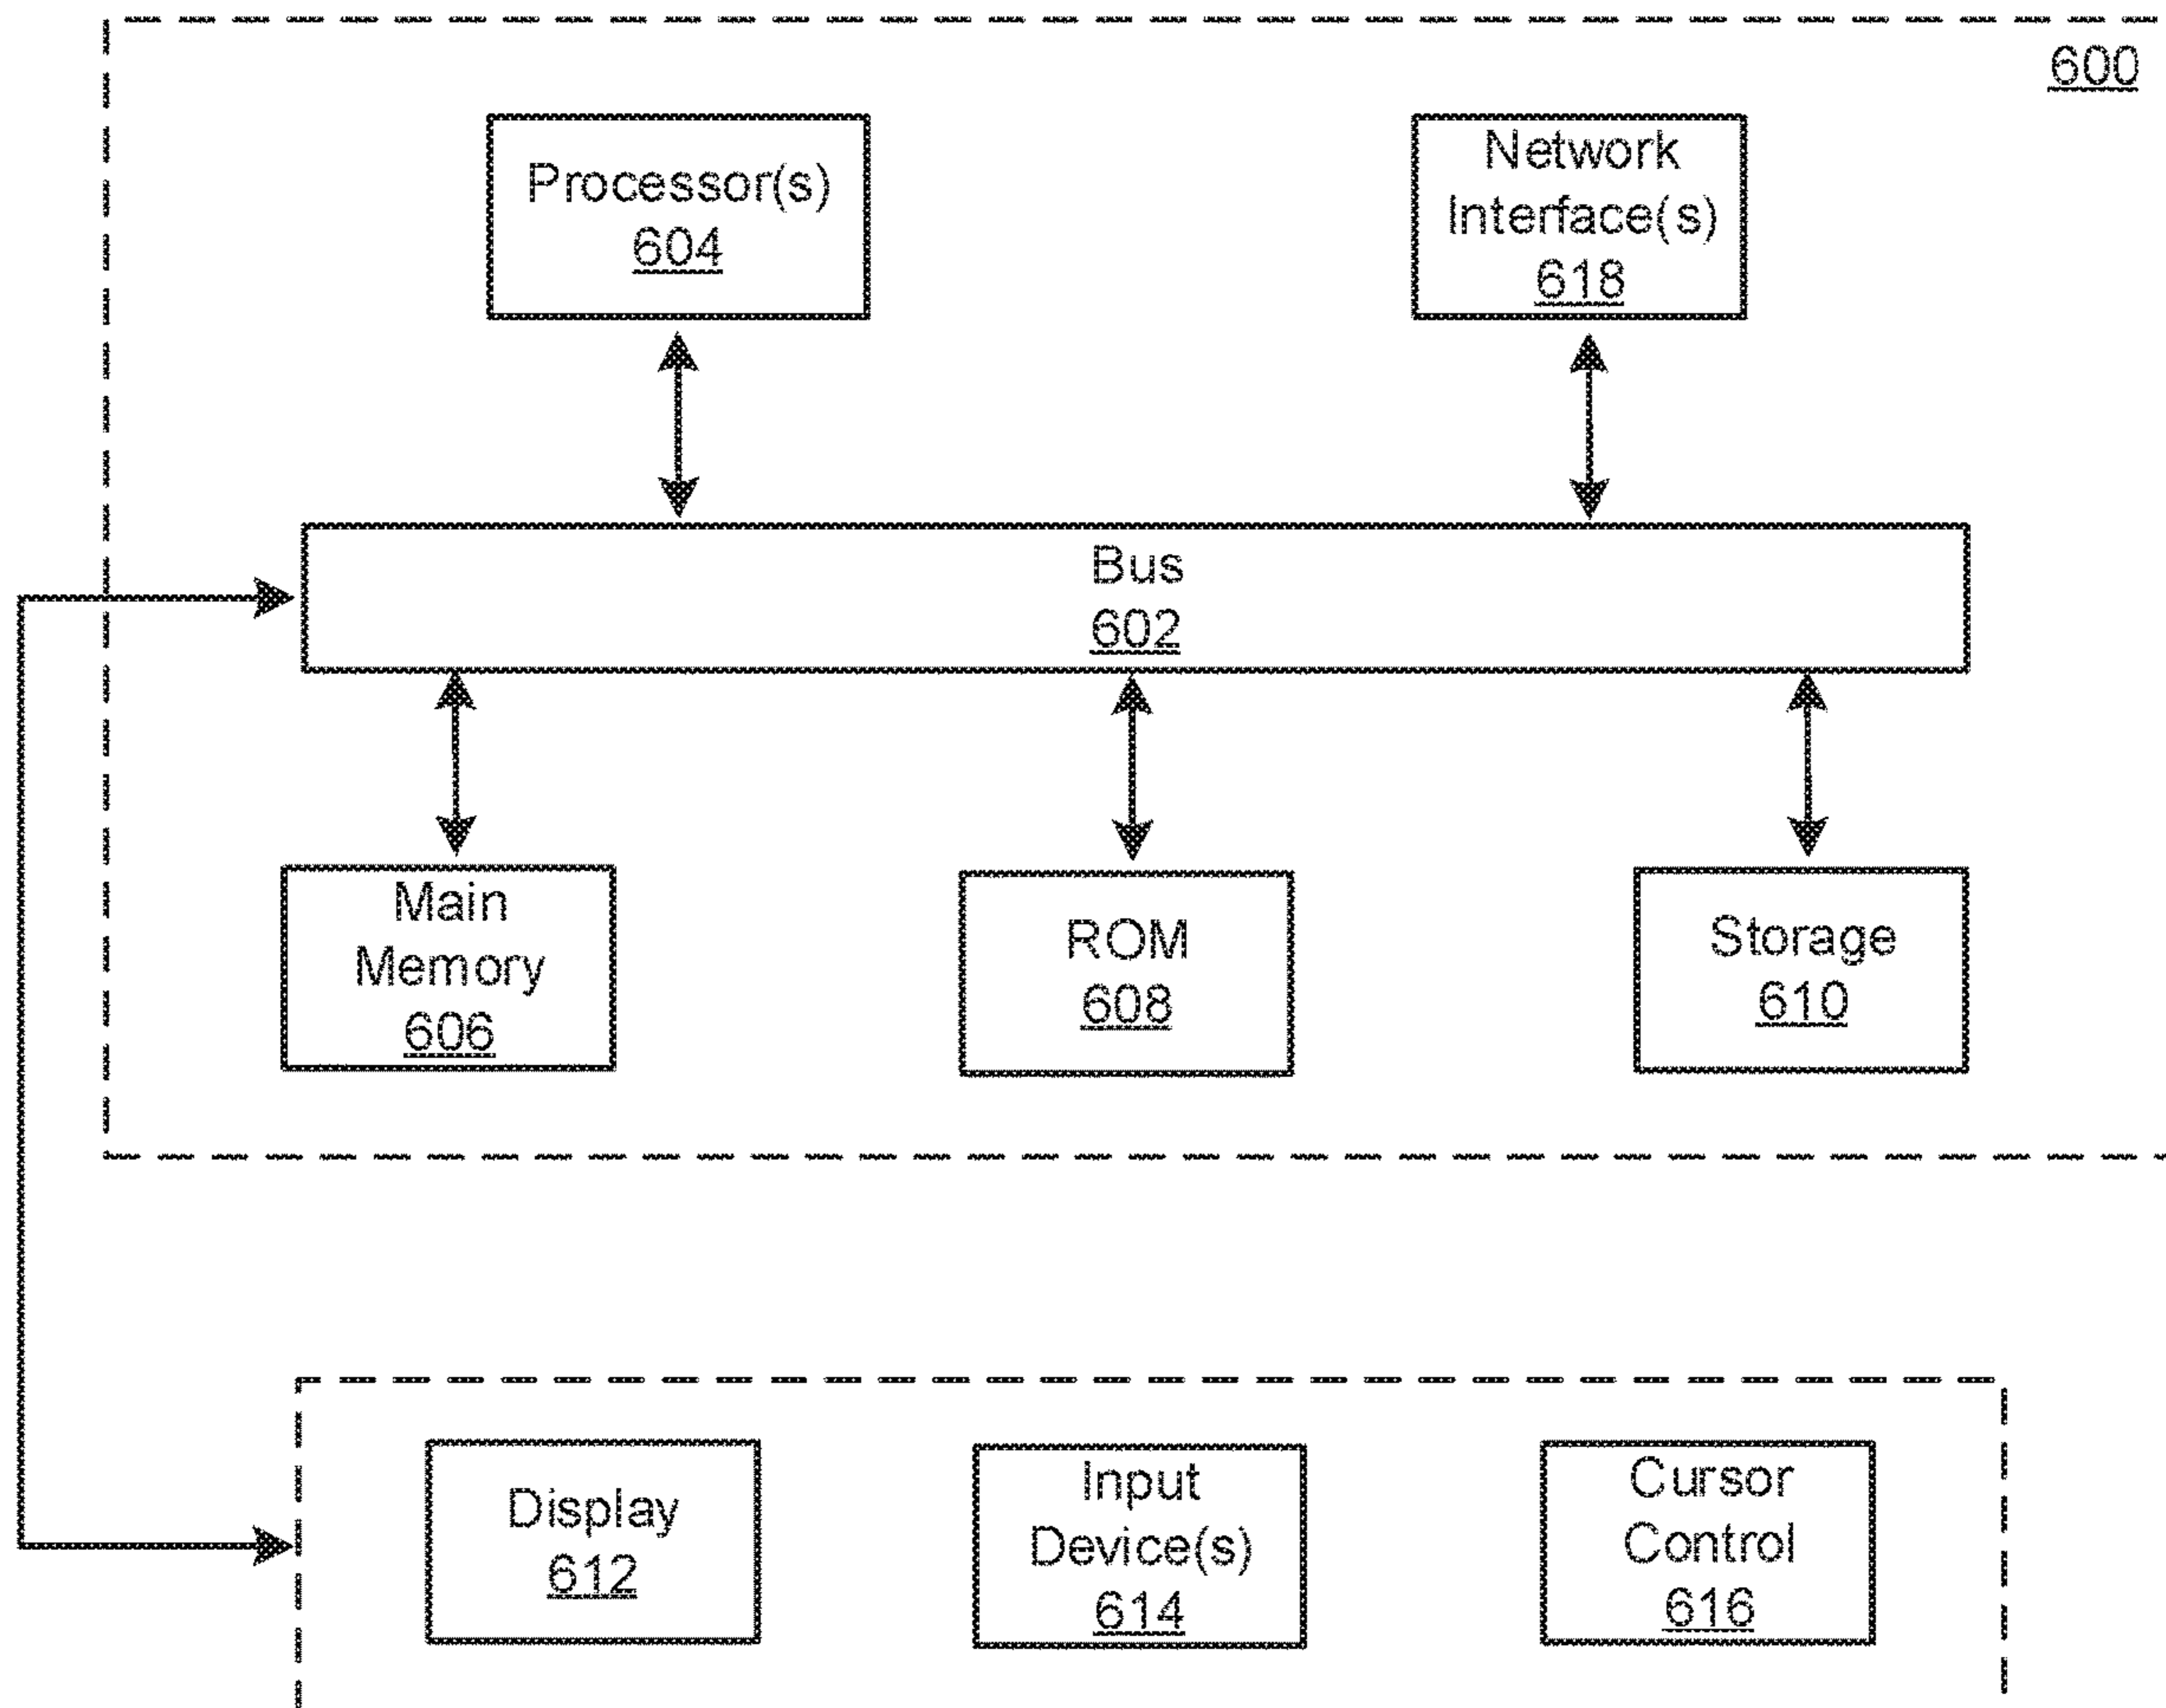 600
Processor(s)
604
Network
Interface(s)
618
Bus
602
Main
Memory
606
ROM
608
Storage
610
Display
612
Input
Device(s)
614
Cursor
Control
616